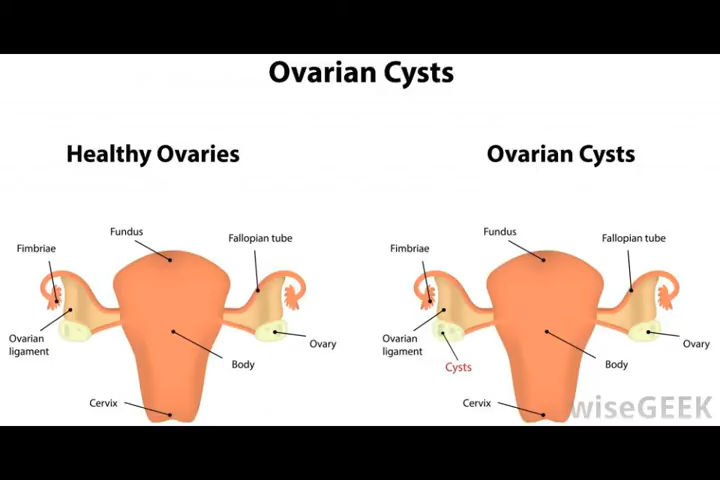 Ovarian Cysts
Healthy Ovaries
Fundus
Fallopian tube
Fimbriae
Ovarian
ligament
Ovary
Body
Cervix
Ovarian Cysts
Fundus
Fallopian tube
Fimbriae
Ovarian
ligament
Cysts
Ovary
Body
Cervix
wiseGEEK